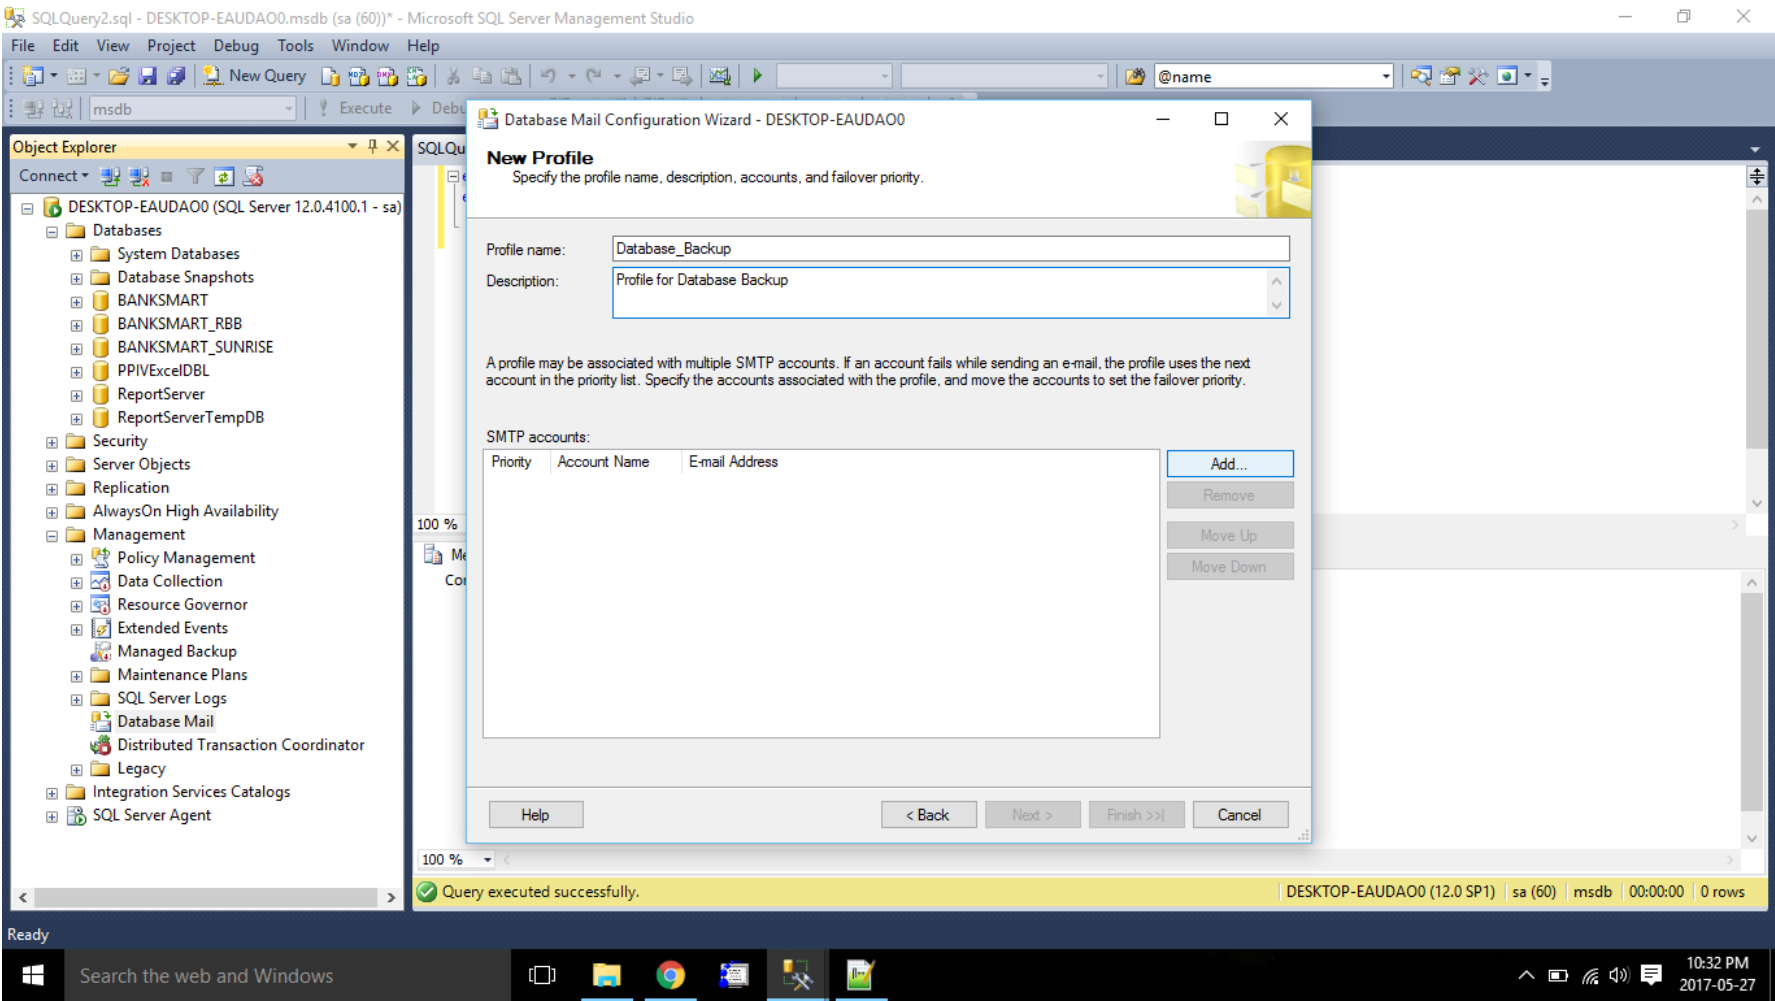 SQLQuery2.sql - DESKTOP-EAUDAO0.msdb (sa (60))* - Microsoft SQL Server Management Studio
File Edit View Project Debug Tools Window Help
New Query
@name
msdb
Execute
Debu
Object Explorer
Connect
DESKTOP-EAUDAO0 (SQL Server 12.0.4100.1 - sa)
Databases
System Databases
Database Snapshots
BANKSMART
BANKSMART_RBB
BANKSMART_SUNRISE
PPIVExcelDBL
ReportServer
ReportServerTempDB
Security
Server Objects
Replication
AlwaysOn High Availability
Management
Policy Management
Data Collection
Resource Governor
Extended Events
Managed Backup
Maintenance Plans
SQL Server Logs
Database Mail
Distributed Transaction Coordinator
Legacy
Integration Services Catalogs
SQL Server Agent
SQLQu
100 %
Me
Co
Database Mail Configuration Wizard - DESKTOP-EAUDAO0
New Profile
Specify the profile name, description, accounts, and failover priority.
Profile name: Database_Backup
Description: Profile for Database Backup
A profile may be associated with multiple SMTP accounts. If an account fails while sending an e-mail, the profile uses the next
account in the priority list. Specify the accounts associated with the profile, and move the accounts to set the failover priority.
SMTP accounts:
Priority Account Name E-mail Address
Add...
Remove
Move Up
Move Down
Help < Back Next > Finish >>| Cancel
100 %
Query executed successfully. DESKTOP-EAUDAO0 (12.0 SP1) sa (60) msdb 00:00:00 0 rows
Ready
Search the web and Windows
10:32 PM
2017-05-27